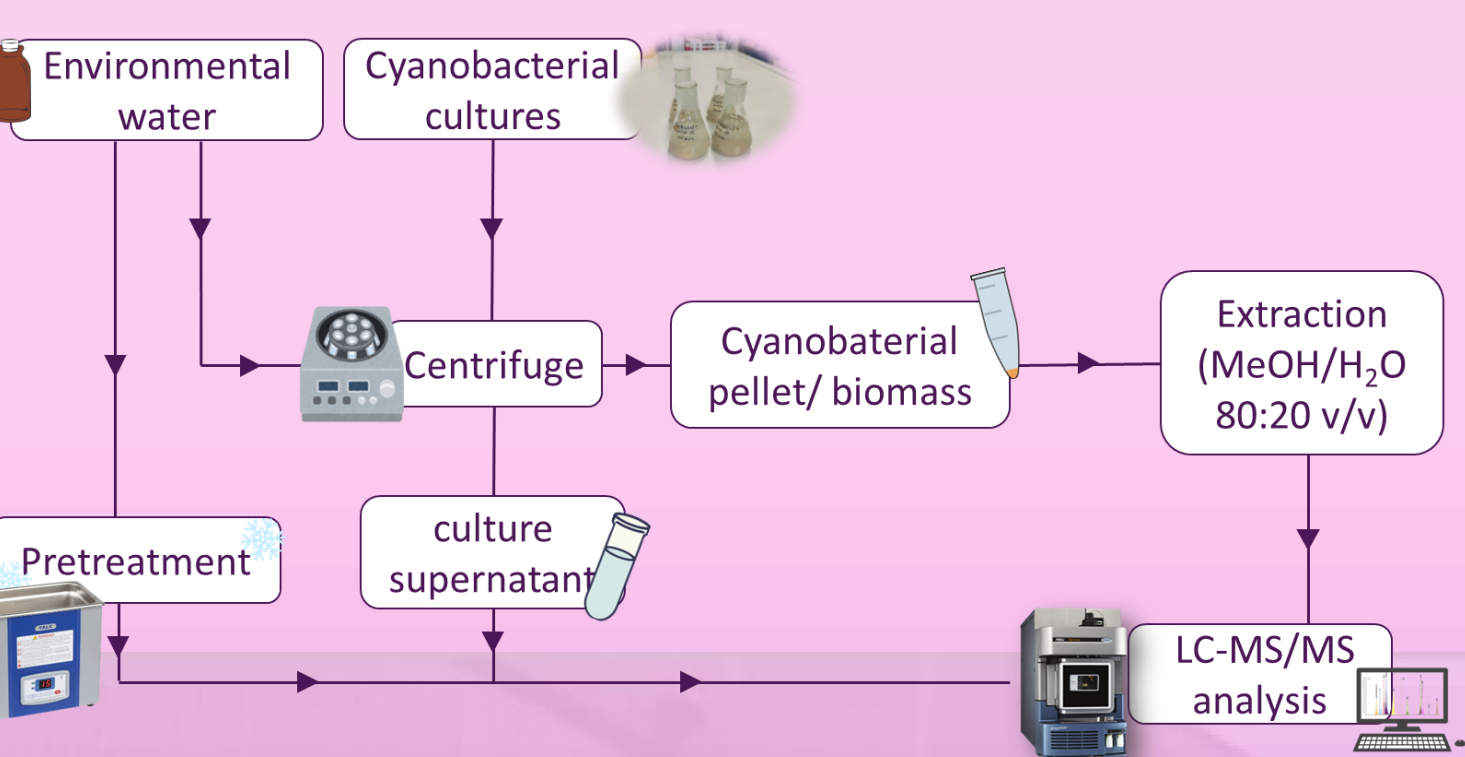 Environmental
water
Cyanobacterial
cultures
Centrifuge
Cyanobaterial
pellet/ biomass
Extraction
(MeOH/H₂O
80:20 v/v)
Pretreatment
culture
supernatant
LC-MS/MS
analysis